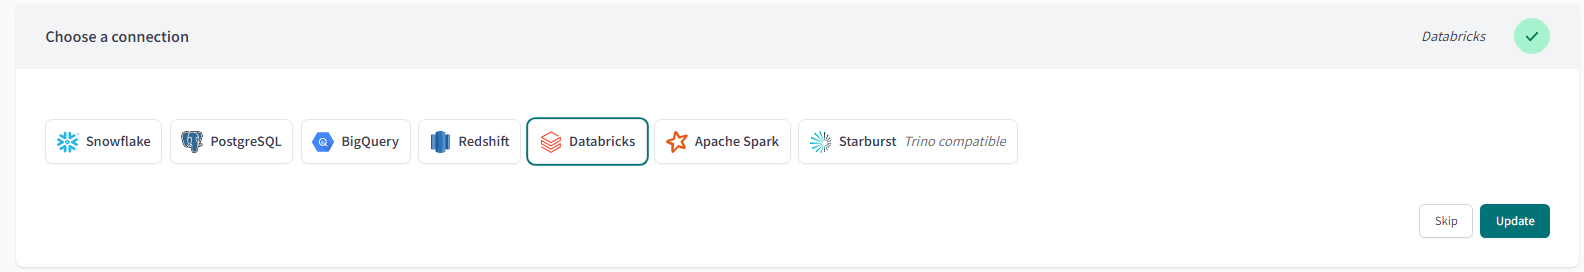 Choose a connection
Databricks
Snowflake PostgreSQL BigQuery Redshift Databricks Apache Spark Starburst Trino compatible
Skip Update